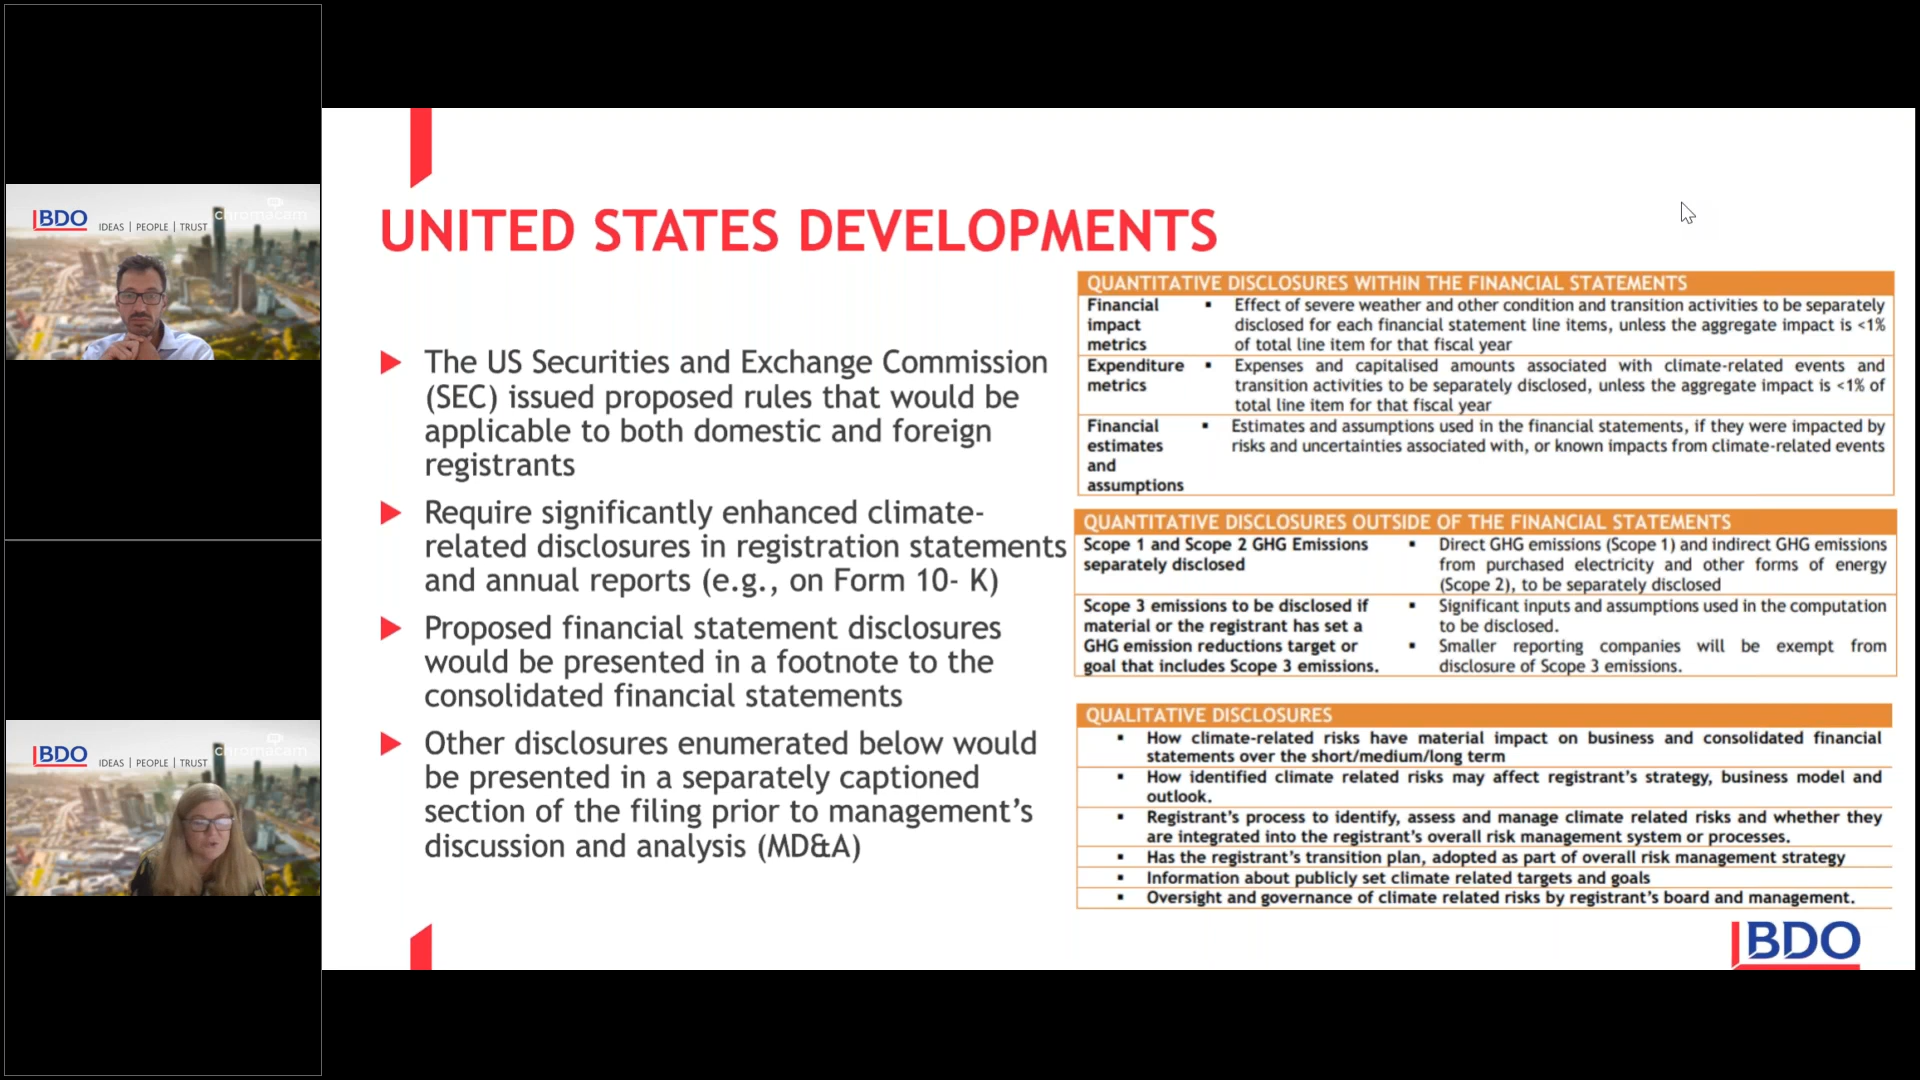 BDO
IDEAS | PEOPLE | TRUST
chromacam
BDO
IDEAS | PEOPLE | TRUST
chromacam
UNITED STATES DEVELOPMENTS
The US Securities and Exchange Commission
(SEC) issued proposed rules that would be
applicable to both domestic and foreign
registrants
Require significantly enhanced climate-
related disclosures in registration statements
and annual reports (e.g., on Form 10- K)
Proposed financial statement disclosures
would be presented in a footnote to the
consolidated financial statements
Other disclosures enumerated below would
be presented in a separately captioned
section of the filing prior to management's
discussion and analysis (MD&A)
QUANTITATIVE DISCLOSURES WITHIN THE FINANCIAL STATEMENTS
Financial
impact
metrics
▪ Effect of severe weather and other condition and transition activities to be separately
disclosed for each financial statement line items, unless the aggregate impact is <1%
of total line item for that fiscal year
Expenditure
metrics
▪ Expenses and capitalised amounts associated with climate-related events and
transition activities to be separately disclosed, unless the aggregate impact is <1% of
total line item for that fiscal year
Financial
estimates
and
assumptions
▪ Estimates and assumptions used in the financial statements, if they were impacted by
risks and uncertainties associated with, or known impacts from climate-related events
QUANTITATIVE DISCLOSURES OUTSIDE OF THE FINANCIAL STATEMENTS
Scope 1 and Scope 2 GHG Emissions
separately disclosed
▪ Direct GHG emissions (Scope 1) and indirect GHG emissions
from purchased electricity and other forms of energy
(Scope 2), to be separately disclosed
Scope 3 emissions to be disclosed if
material or the registrant has set a
GHG emission reductions target or
goal that includes Scope 3 emissions.
▪ Significant inputs and assumptions used in the computation
to be disclosed.
▪ Smaller reporting companies will be exempt from
disclosure of Scope 3 emissions.
QUALITATIVE DISCLOSURES
▪ How climate-related risks have material impact on business and consolidated financial
statements over the short/medium/long term
▪ How identified climate related risks may affect registrant's strategy, business model and
outlook.
▪ Registrant's process to identify, assess and manage climate related risks and whether they
are integrated into the registrant's overall risk management system or processes.
▪ Has the registrant's transition plan, adopted as part of overall risk management strategy
▪ Information about publicly set climate related targets and goals
▪ Oversight and governance of climate related risks by registrant's board and management.
BDO